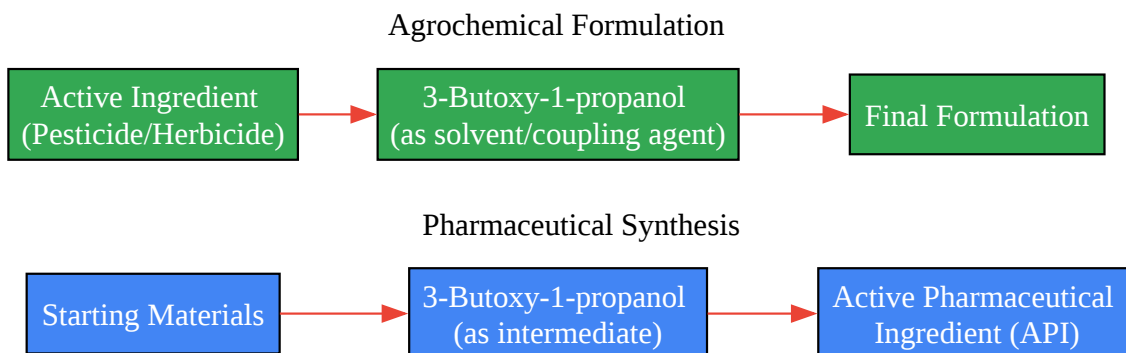 Agrochemical Formulation
Active Ingredient
(Pesticide/Herbicide)
3-Butoxy-1-propanol
(as solvent/coupling agent)
Final Formulation
Pharmaceutical Synthesis
Starting Materials
3-Butoxy-1-propanol
(as intermediate)
Active Pharmaceutical
Ingredient (API)